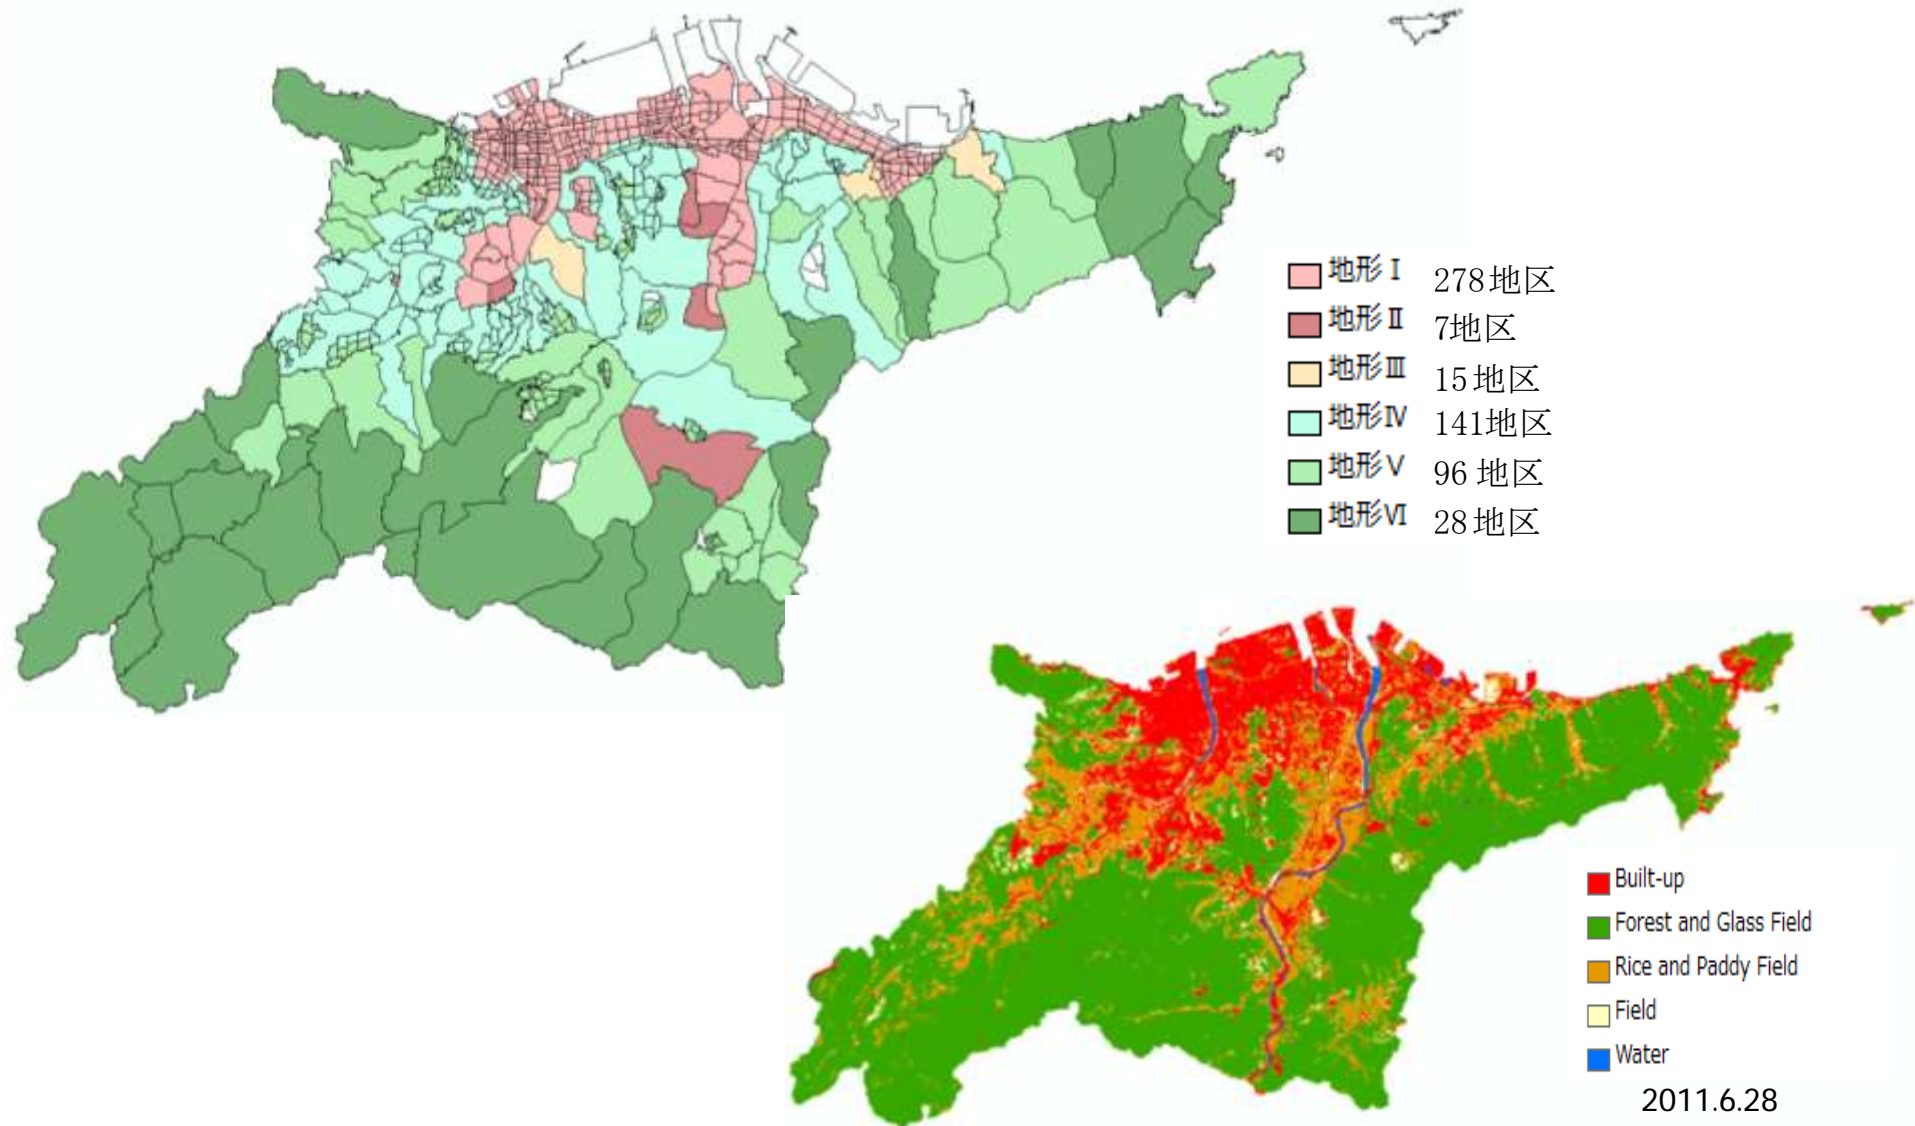 地形Ⅰ 278地区
地形Ⅱ 7地区
地形Ⅲ 15地区
地形Ⅳ 141地区
地形Ⅴ 96地区
地形Ⅵ 28地区
Built-up
Forest and Glass Field
Rice and Paddy Field
Field
Water
2011.6.28